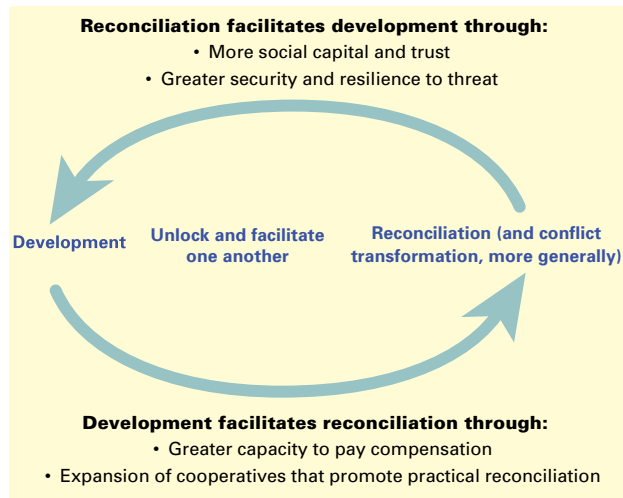 Reconciliation facilitates development through:
• More social capital and trust
• Greater security and resilience to threat
Development
Unlock and facilitate
one another
Reconciliation (and conflict
transformation, more generally)
Development facilitates reconciliation through:
• Greater capacity to pay compensation
• Expansion of cooperatives that promote practical reconciliation